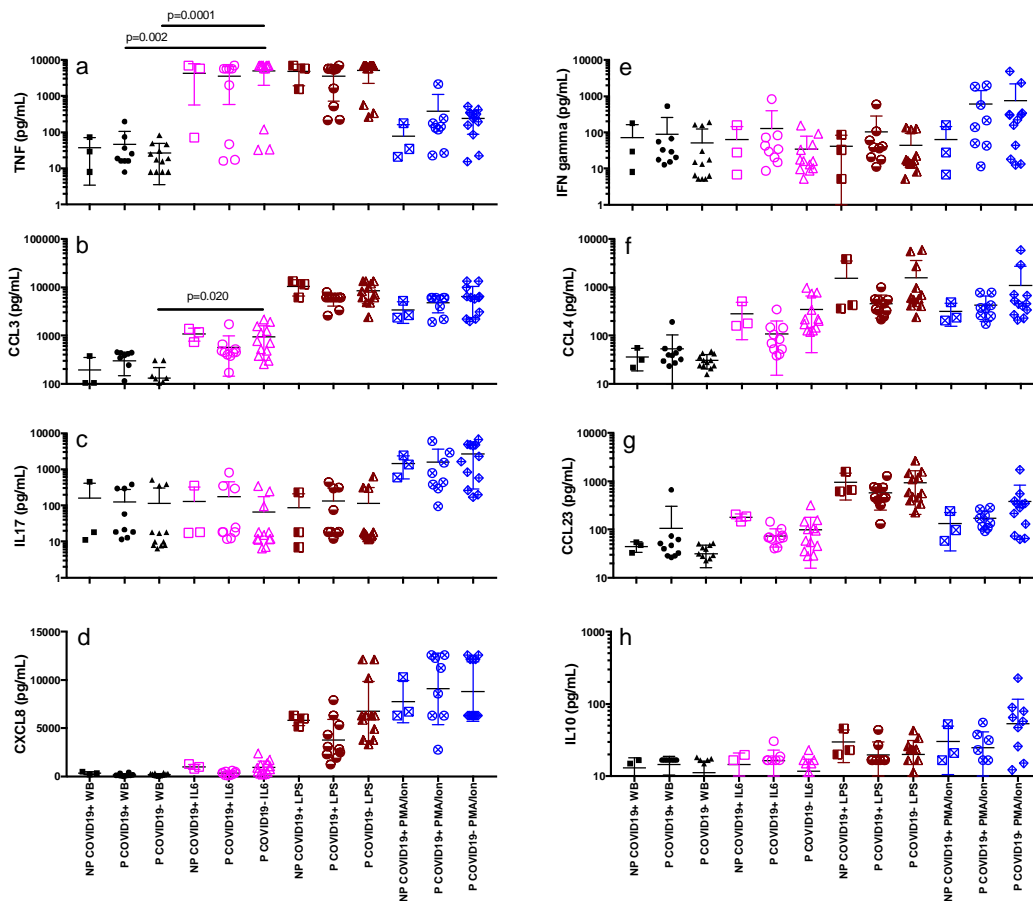 p=0.0001
p=0.002
a
TNF (pg/mL)
10000
1000
100
10
1
b
CCL3 (pg/mL)
100000
10000
1000
100
p=0.020
c
IL17 (pg/mL)
10000
1000
100
10
1
d
CXCL8 (pg/mL)
15000
10000
5000
0
NP COVID19+ WB
P COVID19+ WB
P COVID19- WB
NP COVID19+ IL6
P COVID19+ IL6
P COVID19- IL6
NP COVID19+ LPS
P COVID19+ LPS
P COVID19- LPS
NP COVID19+ PMA/Ion
P COVID19+ PMA/Ion
P COVID19- PMA/Ion
e
IFN gamma (pg/mL)
10000
1000
100
10
1
f
CCL4 (pg/mL)
10000
1000
100
10
g
CCL23 (pg/mL)
10000
1000
100
10
h
IL10 (pg/mL)
1000
100
10
NP COVID19+ WB
P COVID19+ WB
P COVID19- WB
NP COVID19+ IL6
P COVID19+ IL6
P COVID19- IL6
NP COVID19+ LPS
P COVID19+ LPS
P COVID19- LPS
NP COVID19+ PMA/Ion
P COVID19+ PMA/Ion
P COVID19- PMA/Ion